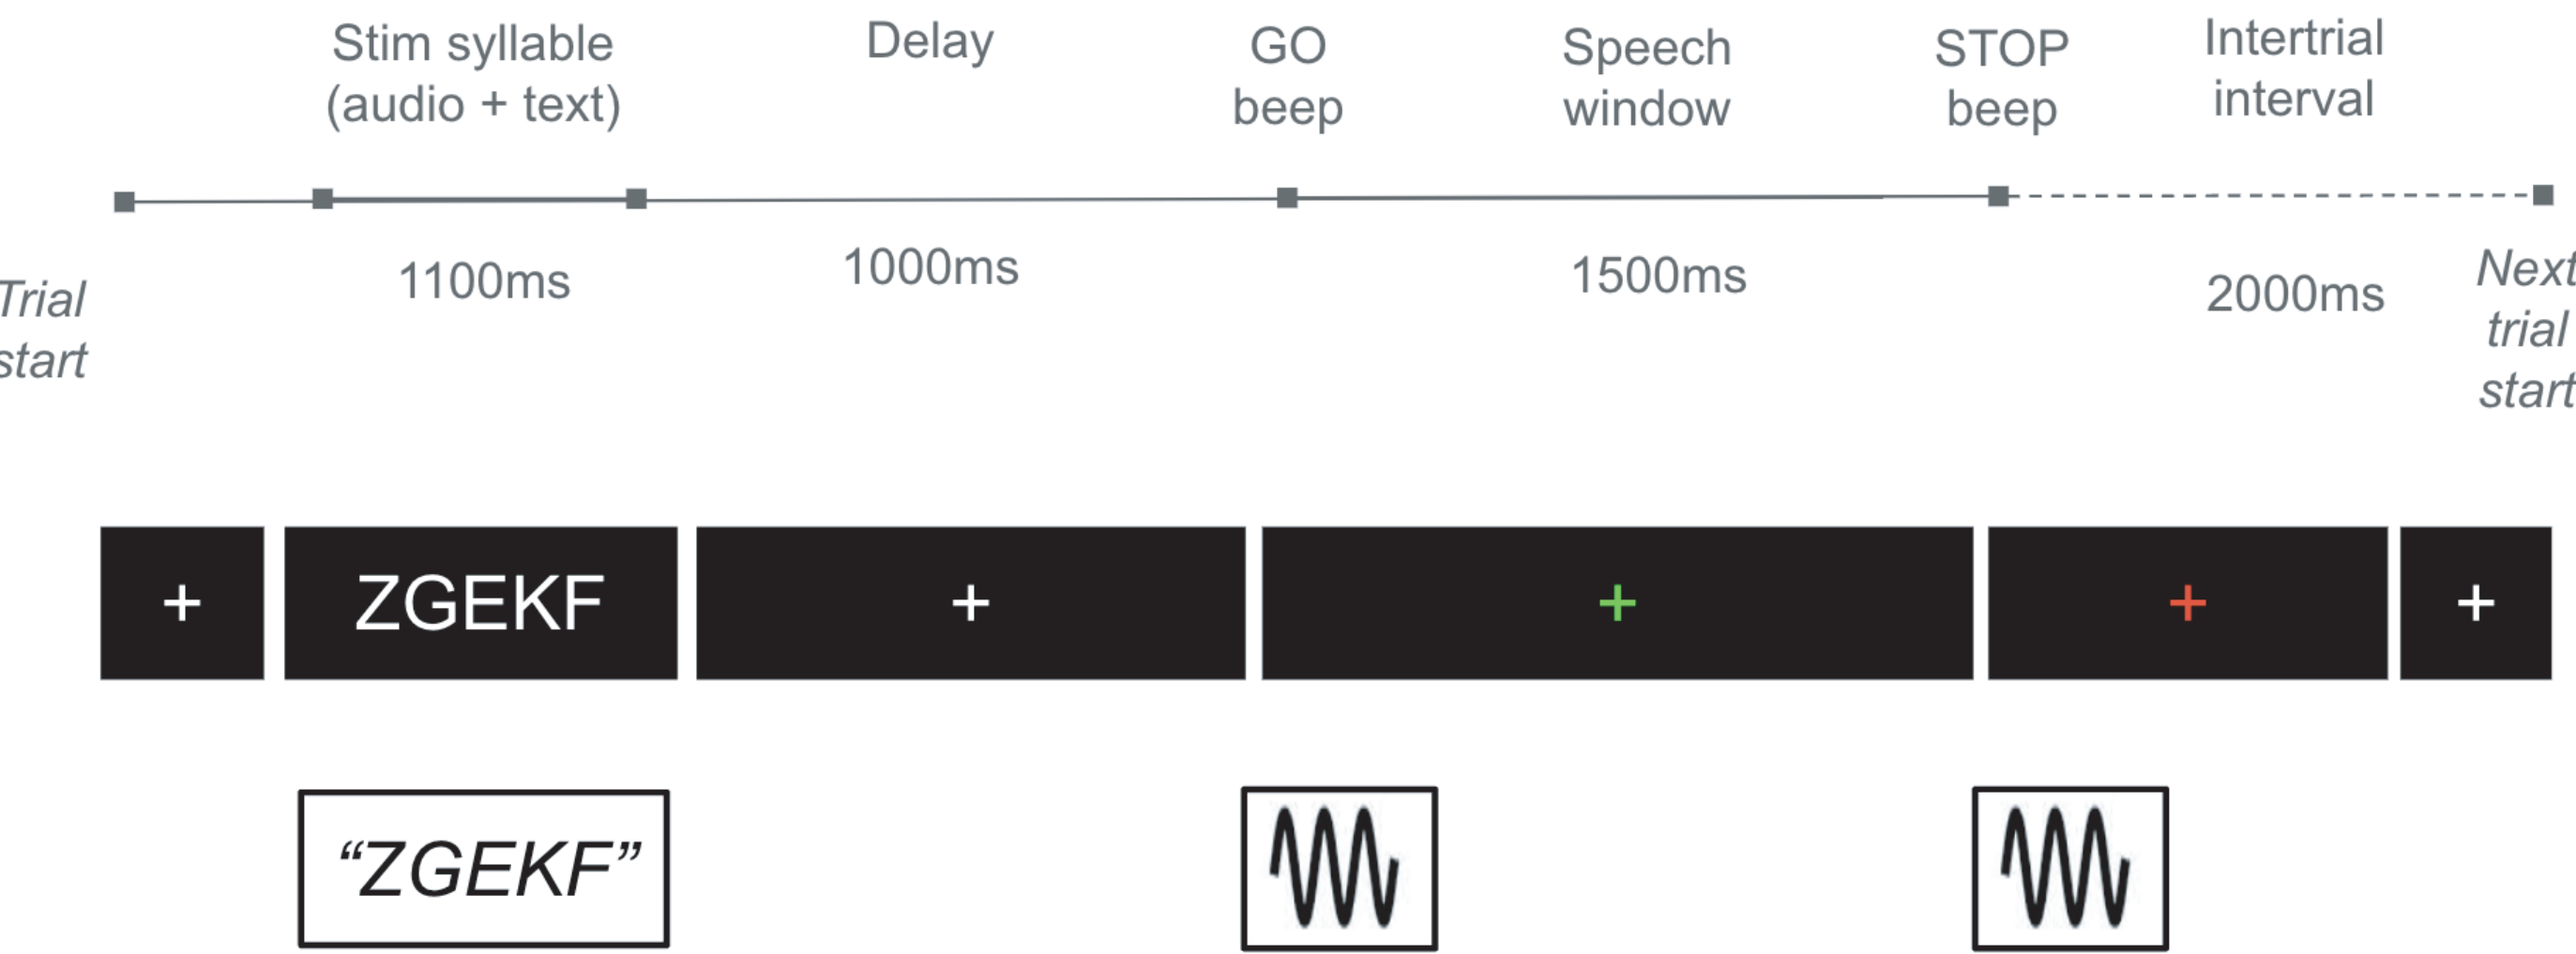 Stim syllable
(audio + text)
Delay
GO
beep
Speech
window
STOP
beep
Intertrial
interval
Trial
start
1100ms
1000ms
1500ms
2000ms
Next
trial
start
+
ZGEKF
+
+
+
+
“ZGEKF”